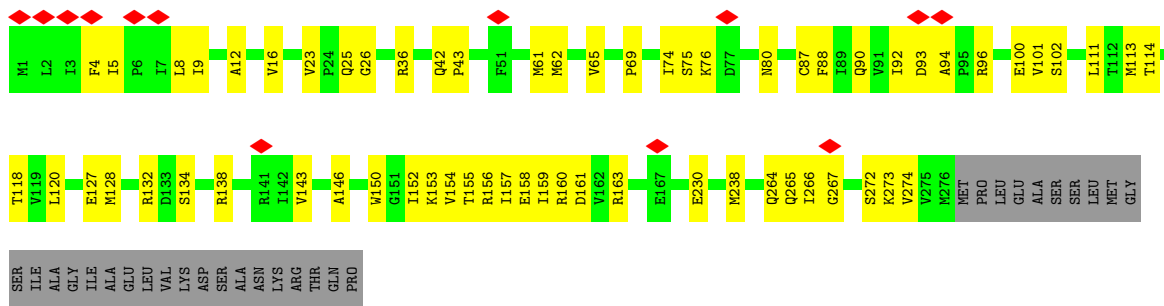 M1 L2 I3 F4 I5 P6 I7 L8 I9 A12 V16 V23 P24 Q25 G26 R36 Q42 P43 F51 M61 M62 V65 P69 I74 S75 K76 D77 N80 C87 F88 I89 Q90 V91 I92 D93 A94 P95 R96 E100 V101 S102 L111 T112 M113 T114
T118 V119 L120 E127 M128 R132 D133 S134 R138 R141 I142 V143 A146 W150 G151 I152 K153 V154 T155 R156 I157 E158 I159 R160 D161 V162 R163 E167 E230 M238 Q264 Q265 I266 G267 S272 K273 V274 V275 M276 MET PRO LEU GLU ALA SER SER LEU MET GLY
SER ILE ALA GLY ILE ALA GLU LEU VAL LYS ASP SER ALA ASN LYS ARG THR GLN PRO